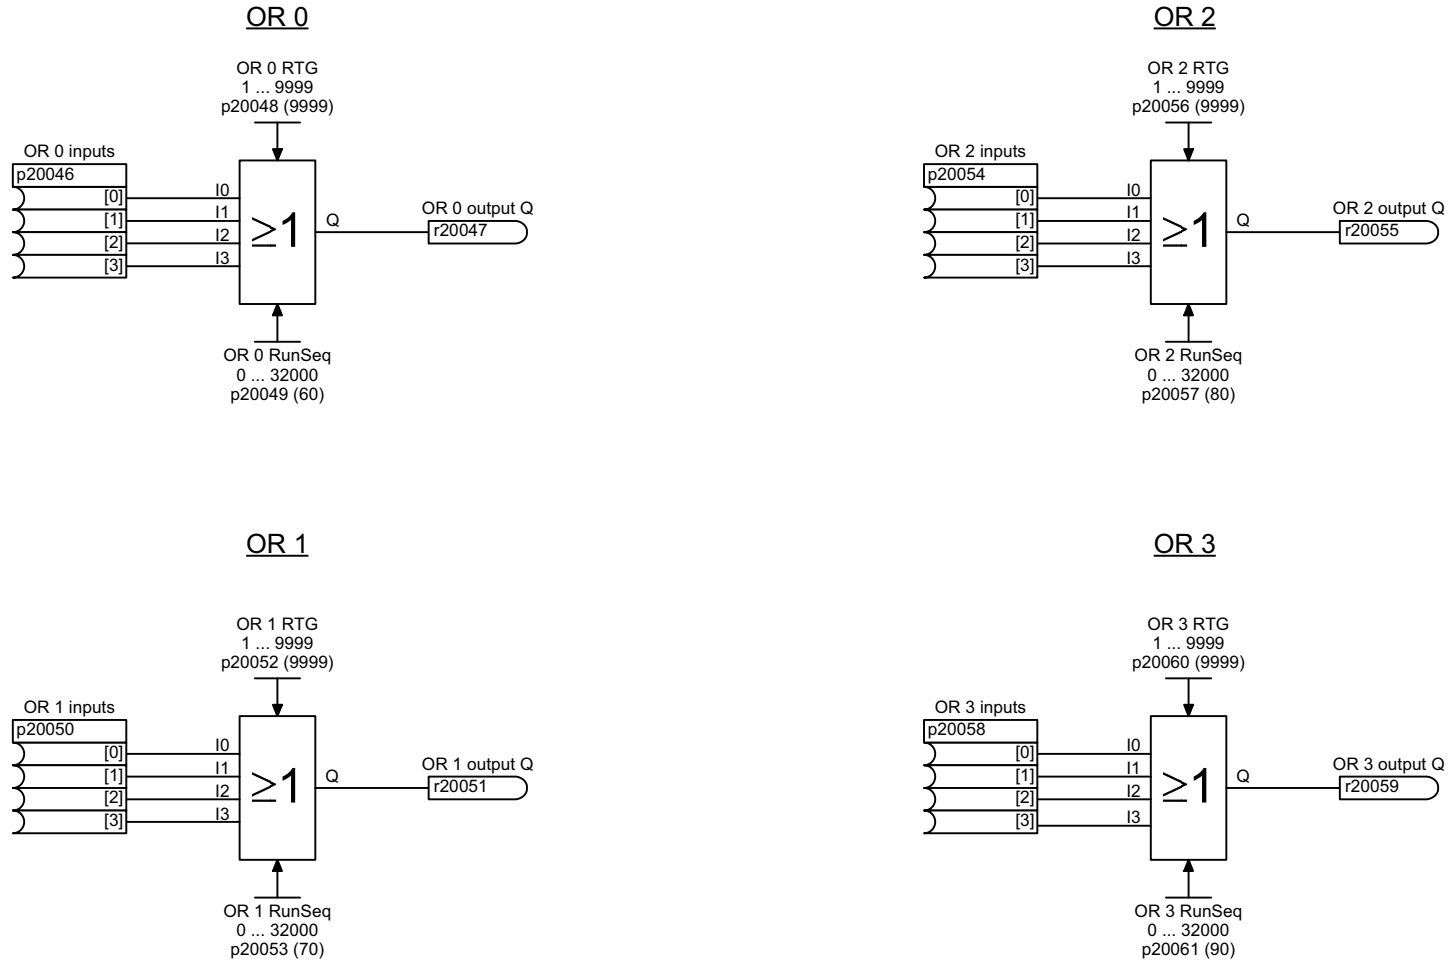 OR 0
OR 0 RTG
1 ... 9999
p20048 (9999)
OR 0 inputs
p20046
[0]
[1]
[2]
[3]
I0
I1
I2
I3
≥1
Q
OR 0 output Q
r20047
OR 0 RunSeq
0 ... 32000
p20049 (60)
OR 2
OR 2 RTG
1 ... 9999
p20056 (9999)
OR 2 inputs
p20054
[0]
[1]
[2]
[3]
I0
I1
I2
I3
≥1
Q
OR 2 output Q
r20055
OR 2 RunSeq
0 ... 32000
p20057 (80)
OR 1
OR 1 RTG
1 ... 9999
p20052 (9999)
OR 1 inputs
p20050
[0]
[1]
[2]
[3]
I0
I1
I2
I3
≥1
Q
OR 1 output Q
r20051
OR 1 RunSeq
0 ... 32000
p20053 (70)
OR 3
OR 3 RTG
1 ... 9999
p20060 (9999)
OR 3 inputs
p20058
[0]
[1]
[2]
[3]
I0
I1
I2
I3
≥1
Q
OR 3 output Q
r20059
OR 3 RunSeq
0 ... 32000
p20061 (90)